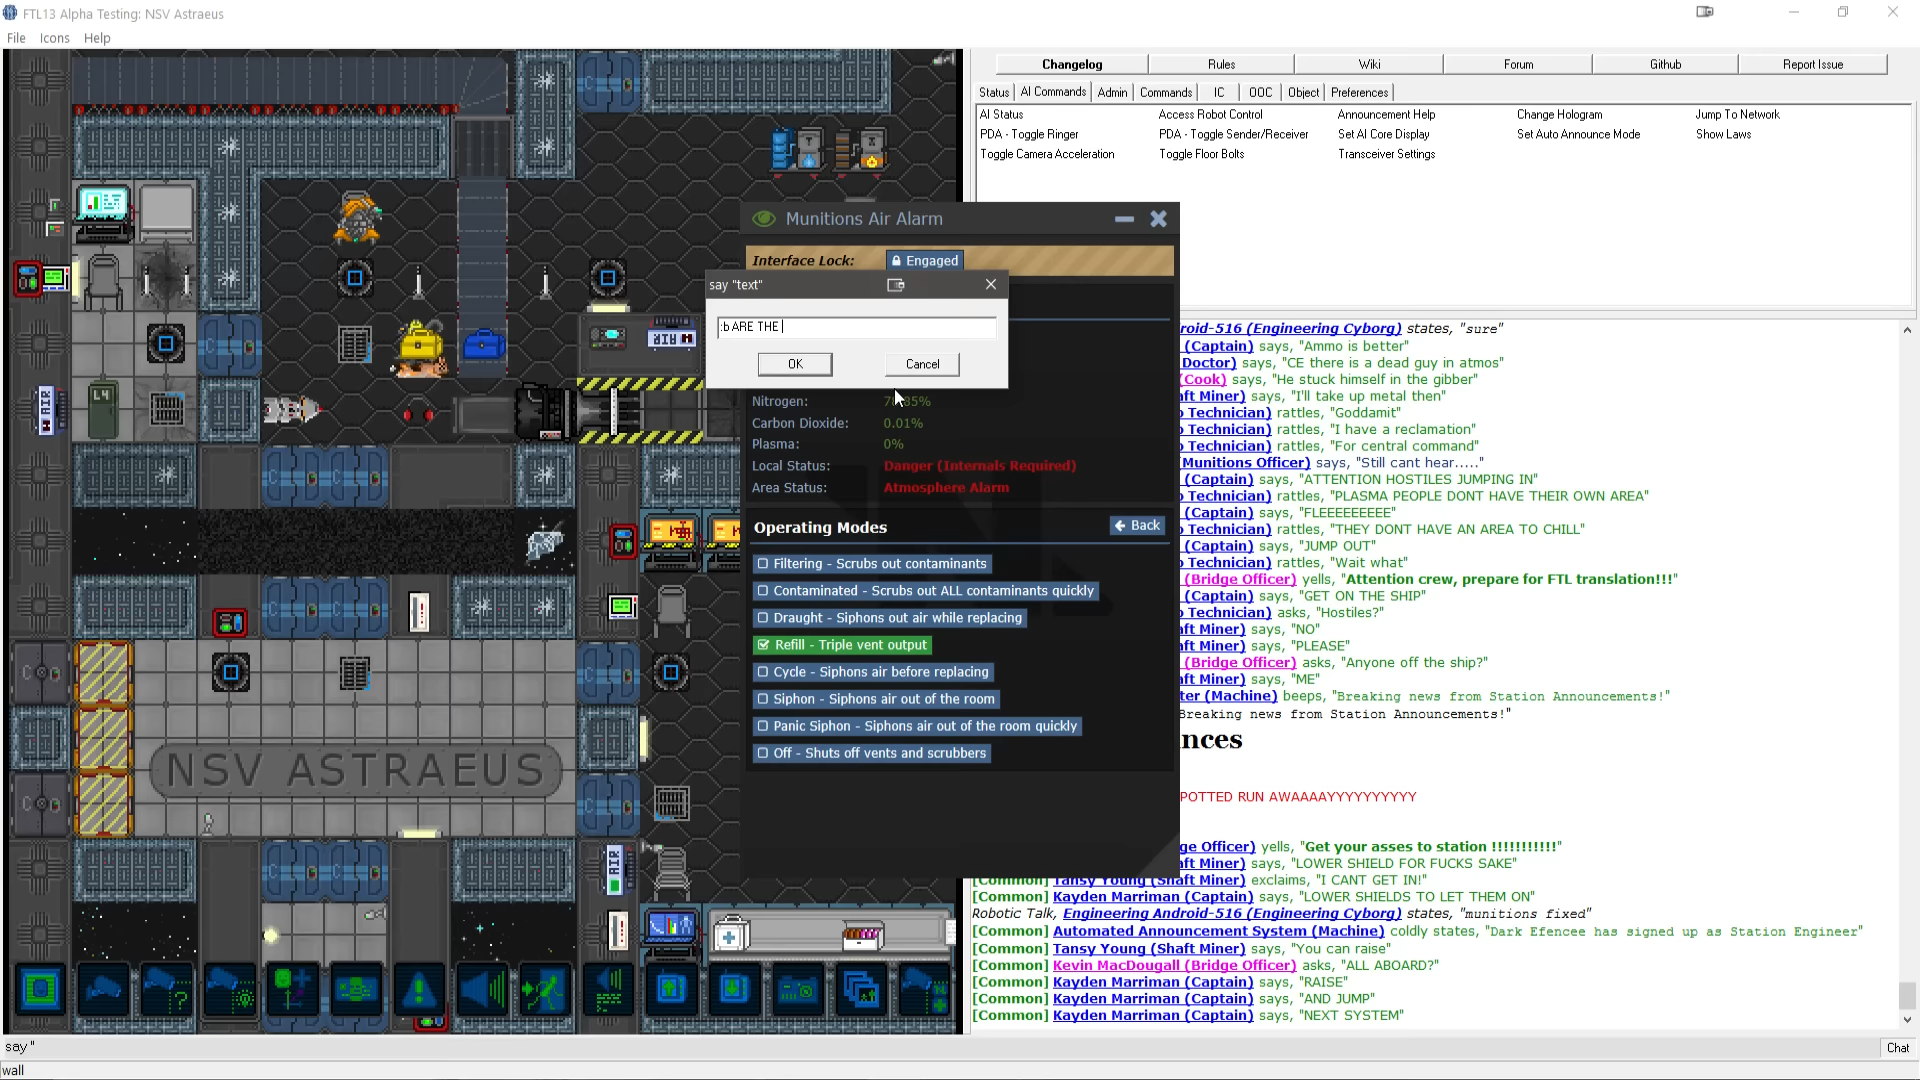 FTL13 Alpha Testing: NSV Astraeus
File Icons Help
Changelog Rules Wiki Forum Github Report Issue
Status AI Commands Admin Commands IC OOC Object Preferences
AI Status Access Robot Control Announcement Help Change Hologram Jump To Network
PDA - Toggle Ringer PDA - Toggle Sender/Receiver Set AI Core Display Set Auto Announce Mode Show Laws
Toggle Camera Acceleration Toggle Floor Bolts Transceiver Settings
Munitions Air Alarm
Interface Lock: Engaged
say "text"
:b ARE THE
OK Cancel
Nitrogen:
Carbon Dioxide: 0.01%
Plasma: 0%
Local Status: Danger (Internals Required)
Area Status: Atmosphere Alarm
Operating Modes Back
Filtering - Scrubs out contaminants
Contaminated - Scrubs out ALL contaminants quickly
Draught - Siphons out air while replacing
Refill - Triple vent output
Cycle - Siphons air before replacing
Siphon - Siphons air out of the room
Panic Siphon - Siphons air out of the room quickly
Off - Shuts off vents and scrubbers
AIR
L4
AIR
NSV ASTRAEUS
AIR
roid-516 (Engineering Cyborg) states, "sure"
(Captain) says, "Ammo is better"
Doctor) says, "CE there is a dead guy in atmos"
(Cook) says, "He stuck himself in the gibber"
aft Miner) says, "I'll take up metal then"
Technician) rattles, "Goddamit"
Technician) rattles, "I have a reclamation"
Technician) rattles, "For central command"
(Munitions Officer) says, "Still cant hear....."
(Captain) says, "ATTENTION HOSTILES JUMPING IN"
Technician) rattles, "PLASMA PEOPLE DONT HAVE THEIR OWN AREA"
(Captain) says, "FLEEEEEEEEE"
Technician) rattles, "THEY DONT HAVE AN AREA TO CHILL"
(Captain) says, "JUMP OUT"
Technician) rattles, "Wait what"
(Bridge Officer) yells, "Attention crew, prepare for FTL translation!!!"
(Captain) says, "GET ON THE SHIP"
Technician) asks, "Hostiles?"
aft Miner) says, "NO"
aft Miner) says, "PLEASE"
(Bridge Officer) asks, "Anyone off the ship?"
aft Miner) says, "ME"
ter (Machine) beeps, "Breaking news from Station Announcements!"
Breaking news from Station Announcements!"
nces
POTTED RUN AWAAAAYYYYYYYYYY
ge Officer) yells, "Get your asses to station !!!!!!!!!!!"
aft Miner) says, "LOWER SHIELD FOR FUCKS SAKE"
[Common] Tansy Young (Shaft Miner) exclaims, "I CANT GET IN!"
[Common] Kayden Marriman (Captain) says, "LOWER SHIELDS TO LET THEM ON"
Robotic Talk, Engineering Android-516 (Engineering Cyborg) states, "munitions fixed"
[Common] Automated Announcement System (Machine) coldly states, "Dark Efencee has signed up as Station Engineer"
[Common] Tansy Young (Shaft Miner) says, "You can raise"
[Common] Kevin MacDougall (Bridge Officer) asks, "ALL ABOARD?"
[Common] Kayden Marriman (Captain) says, "RAISE"
[Common] Kayden Marriman (Captain) says, "AND JUMP"
[Common] Kayden Marriman (Captain) says, "NEXT SYSTEM"
say " Chat
wall